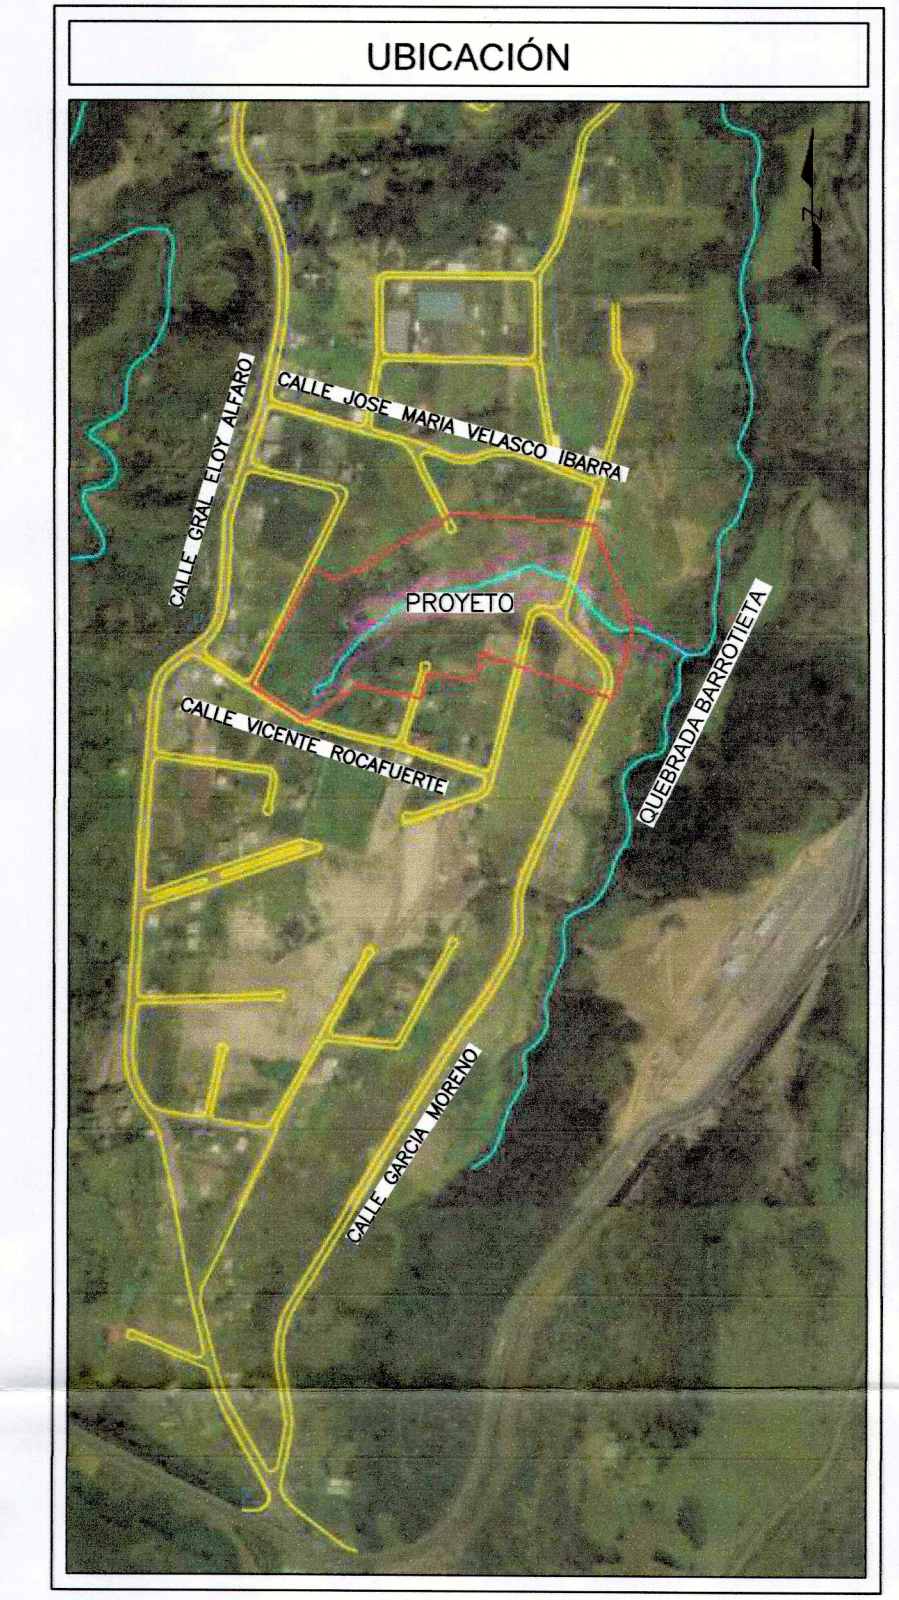 UBICACIÓN
N
CALLE GRAL ELOY ALFARO
CALLE JOSE MARIA VELASCO IBARRA
PROYETO
CALLE VICENTE ROCAFUERTE
QUEBRADA BARROTIETA
CALLE GARCIA MORENO